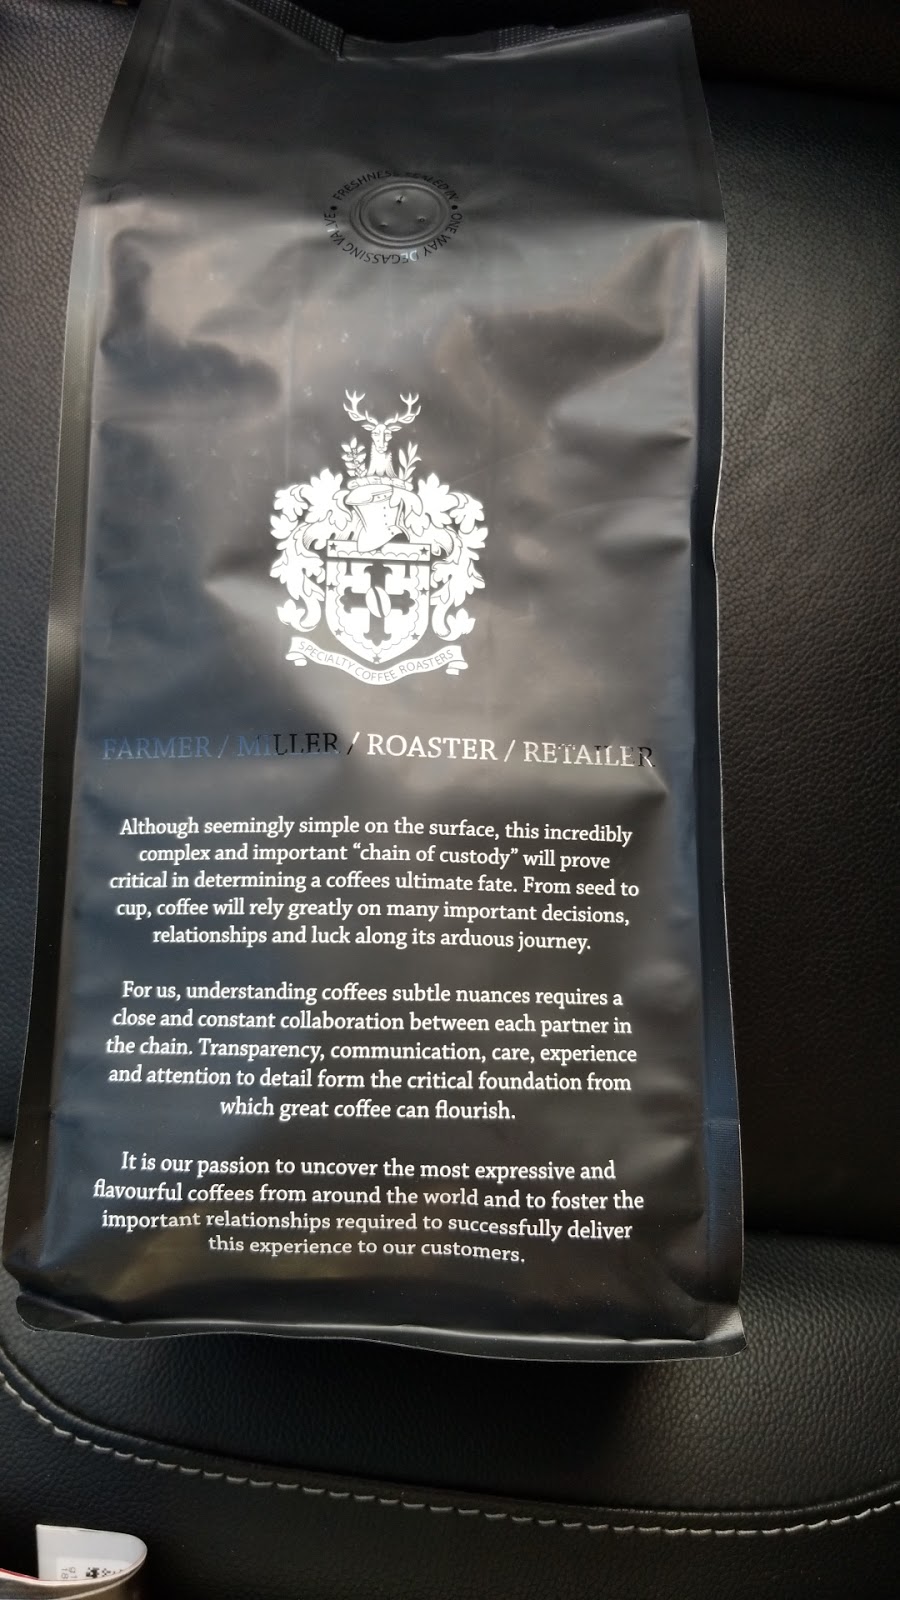 FRESHNESS SEALED IN • ONE WAY DEGASSING VALVE •
SPECIALTY COFFEE ROASTERS
FARMER / MILLER / ROASTER / RETAILER
Although seemingly simple on the surface, this incredibly
complex and important “chain of custody” will prove
critical in determining a coffees ultimate fate. From seed to
cup, coffee will rely greatly on many important decisions,
relationships and luck along its arduous journey.
For us, understanding coffees subtle nuances requires a
close and constant collaboration between each partner in
the chain. Transparency, communication, care, experience
and attention to detail form the critical foundation from
which great coffee can flourish.
It is our passion to uncover the most expressive and
flavourful coffees from around the world and to foster the
important relationships required to successfully deliver
this experience to our customers.